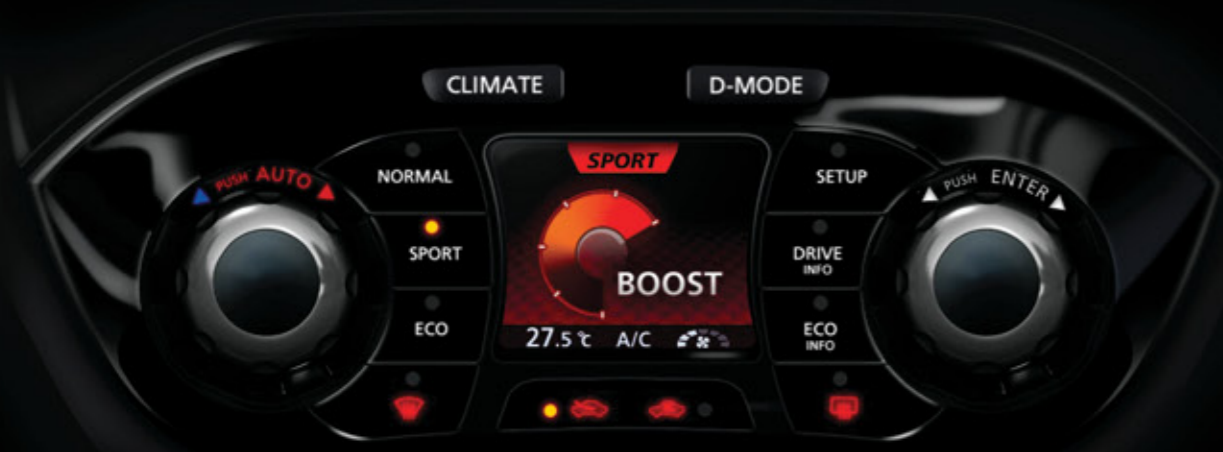 CLIMATE
D-MODE
PUSH AUTO
NORMAL
SPORT
ECO
SPORT
BOOST
27.5 ℃ A/C
SETUP
DRIVE
INFO
ECO
INFO
PUSH ENTER